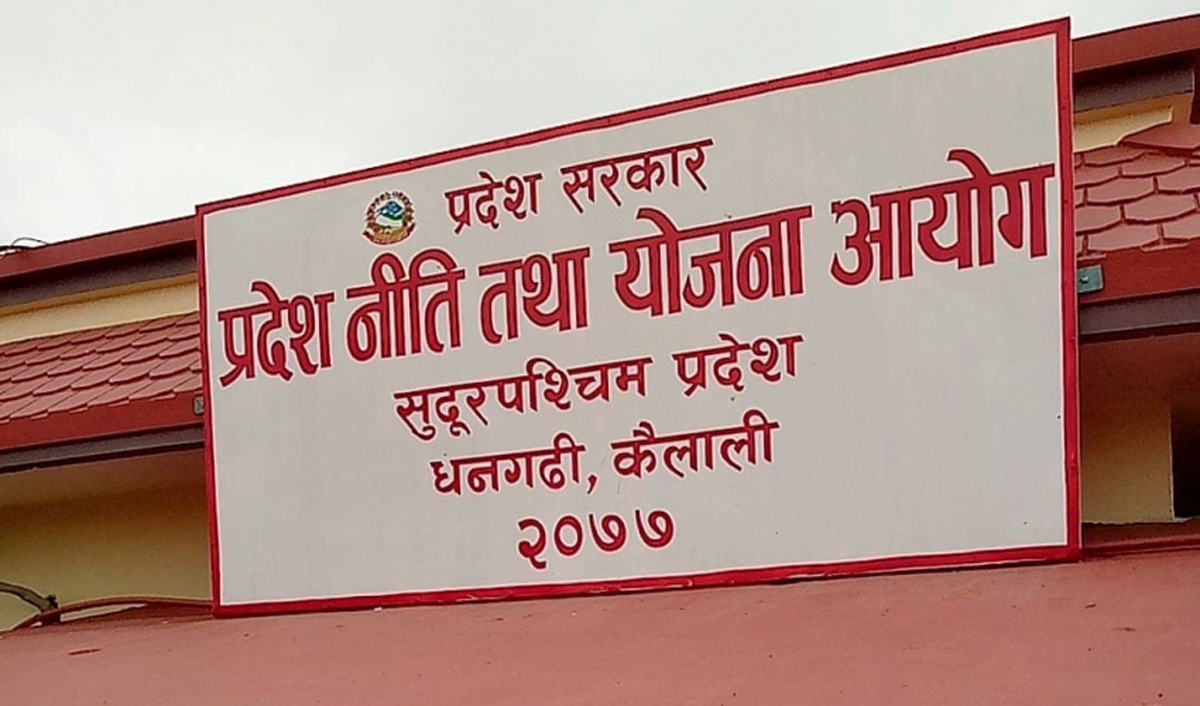 प्रदेश सरकार
प्रदेश नीति तथा योजना आयोग
सुदूरपश्चिम प्रदेश
धनगढी, कैलाली
२०७७